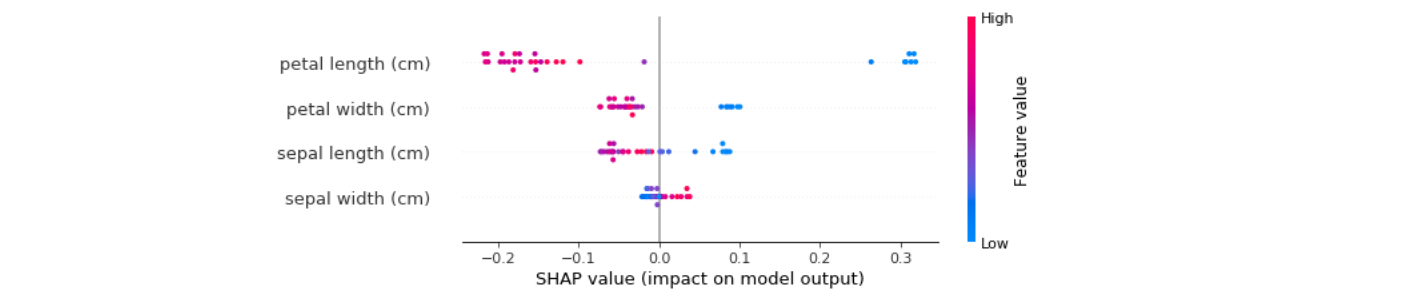 High
petal length (cm)
petal width (cm)
sepal length (cm)
sepal width (cm)
Feature value
Low
−0.2 −0.1 0.0 0.1 0.2 0.3
SHAP value (impact on model output)